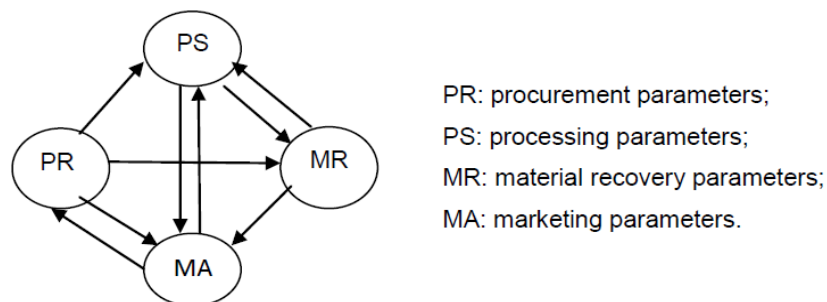 PS
PR
MR
MA
PR: procurement parameters;
PS: processing parameters;
MR: material recovery parameters;
MA: marketing parameters.